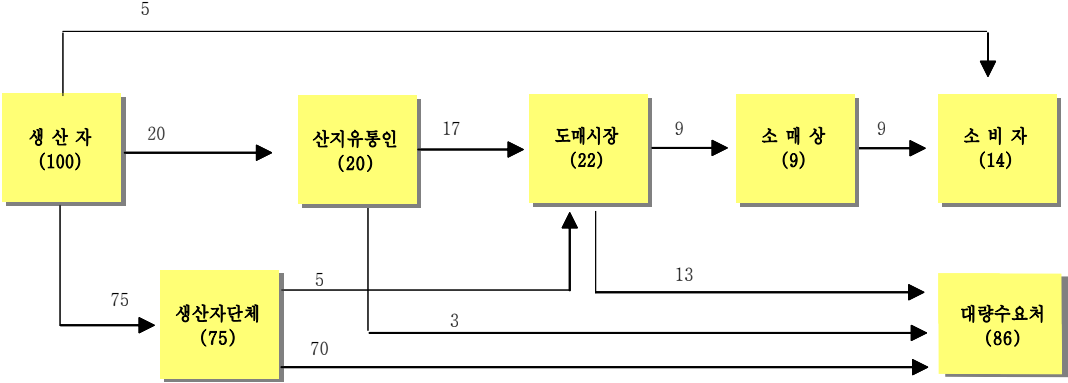 5
생 산 자
(100)
20
산지유통인
(20)
17
도매시장
(22)
9
소 매 상
(9)
9
소 비 자
(14)
75
생산자단체
(75)
5
13
3
70
대량수요처
(86)